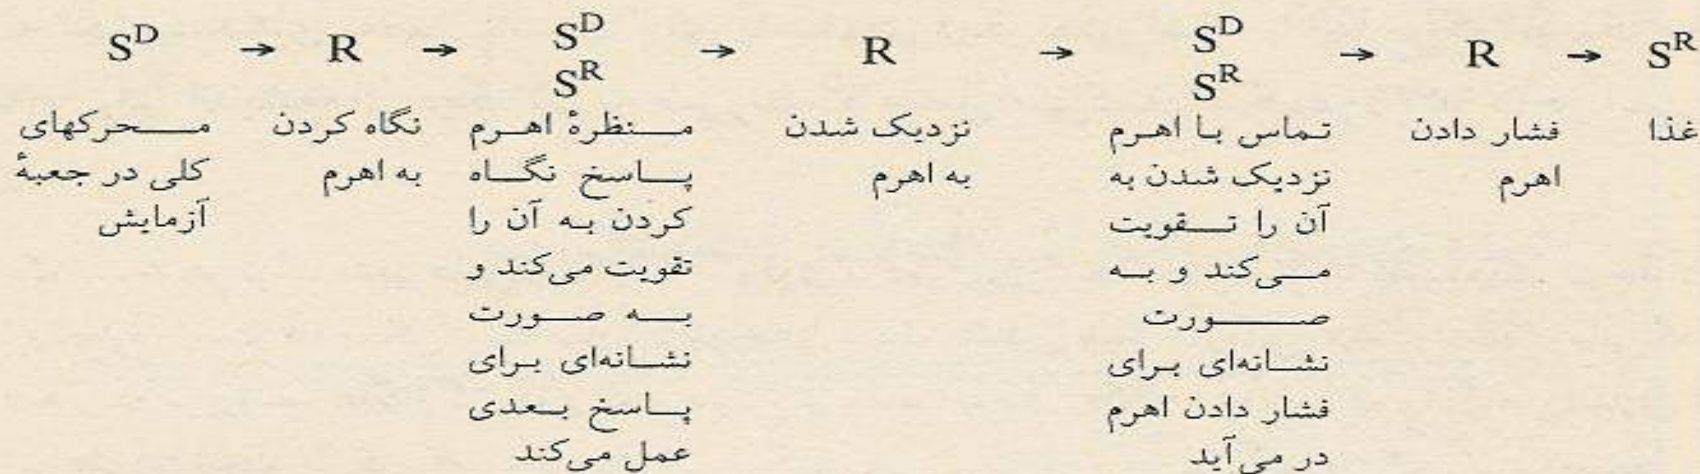 S^D → R → S^D → R → S^D → R → S^R
S^R S^R
محرکهای
کلی در جعبهٔ
آزمایش
نگاه کردن
به اهرم
منظرهٔ اهرم
پاسخ نگاه
کردن به آن را
تقویت می‌کند و
به صورت
نشانه‌ای برای
پاسخ بعدی
عمل می‌کند
نزدیک شدن
به اهرم
تماس با اهرم
نزدیک شدن به
آن را تقویت
می‌کند و به
صورت
نشانه‌ای برای
فشار دادن اهرم
در می‌آید
فشار دادن
اهرم
غذا